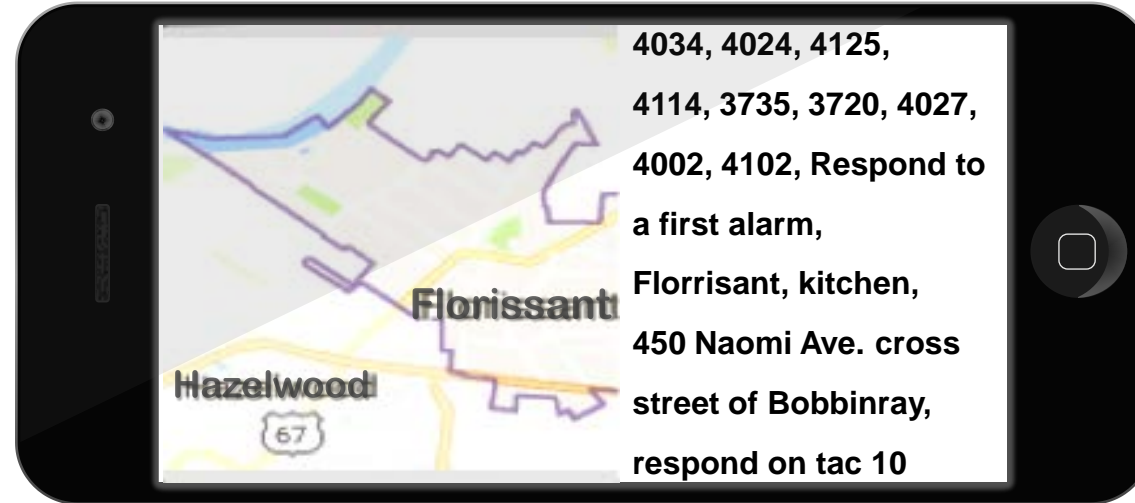 4034, 4024, 4125,
4114, 3735, 3720, 4027,
4002, 4102, Respond to
a first alarm,
Florrisant, kitchen,
450 Naomi Ave. cross
street of Bobbinray,
respond on tac 10
Florissant
Hazelwood
67